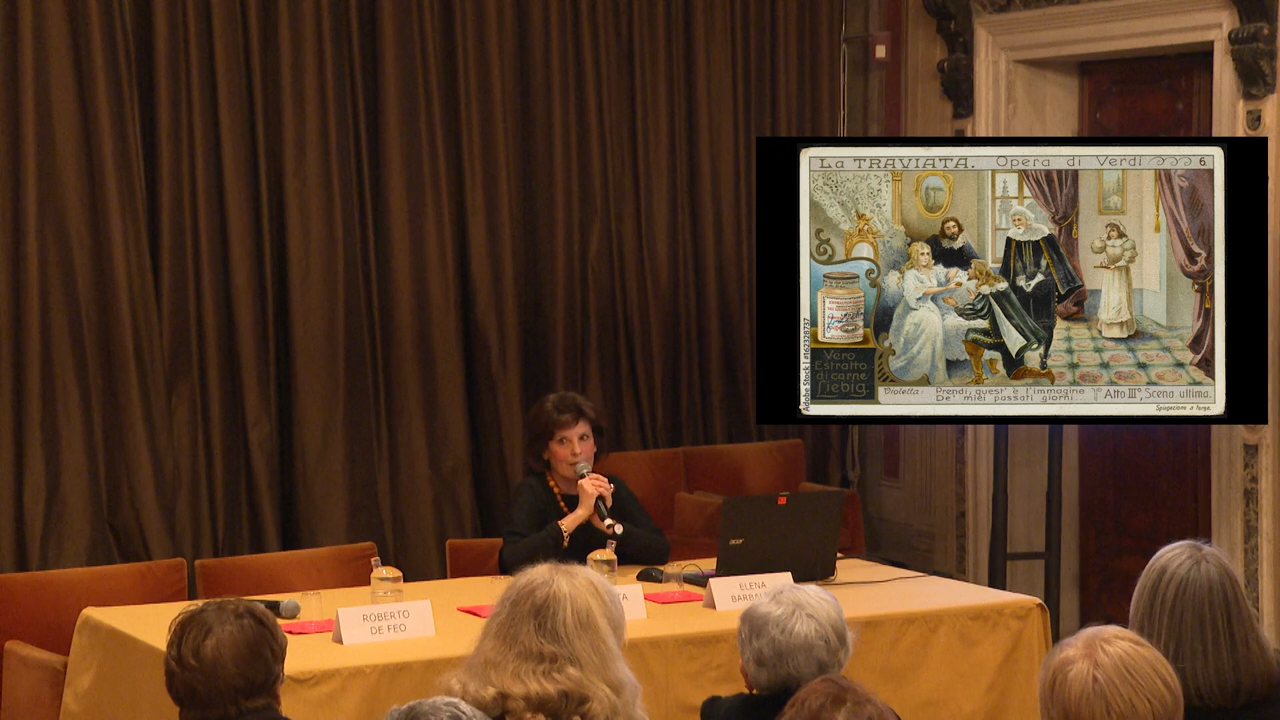 La TRAVIATA. Opera di Verdi 6.
Vero
Estratto
di carne
Liebig.
Violetta: Prendi; quest' è l'immagine
De' miei passati giorni.
Atto IIIº, Scena ultima.
Spiegazione a tergo.
Adobe Stock | #162328737
acer
ROBERTO
DE FEO
ELENA